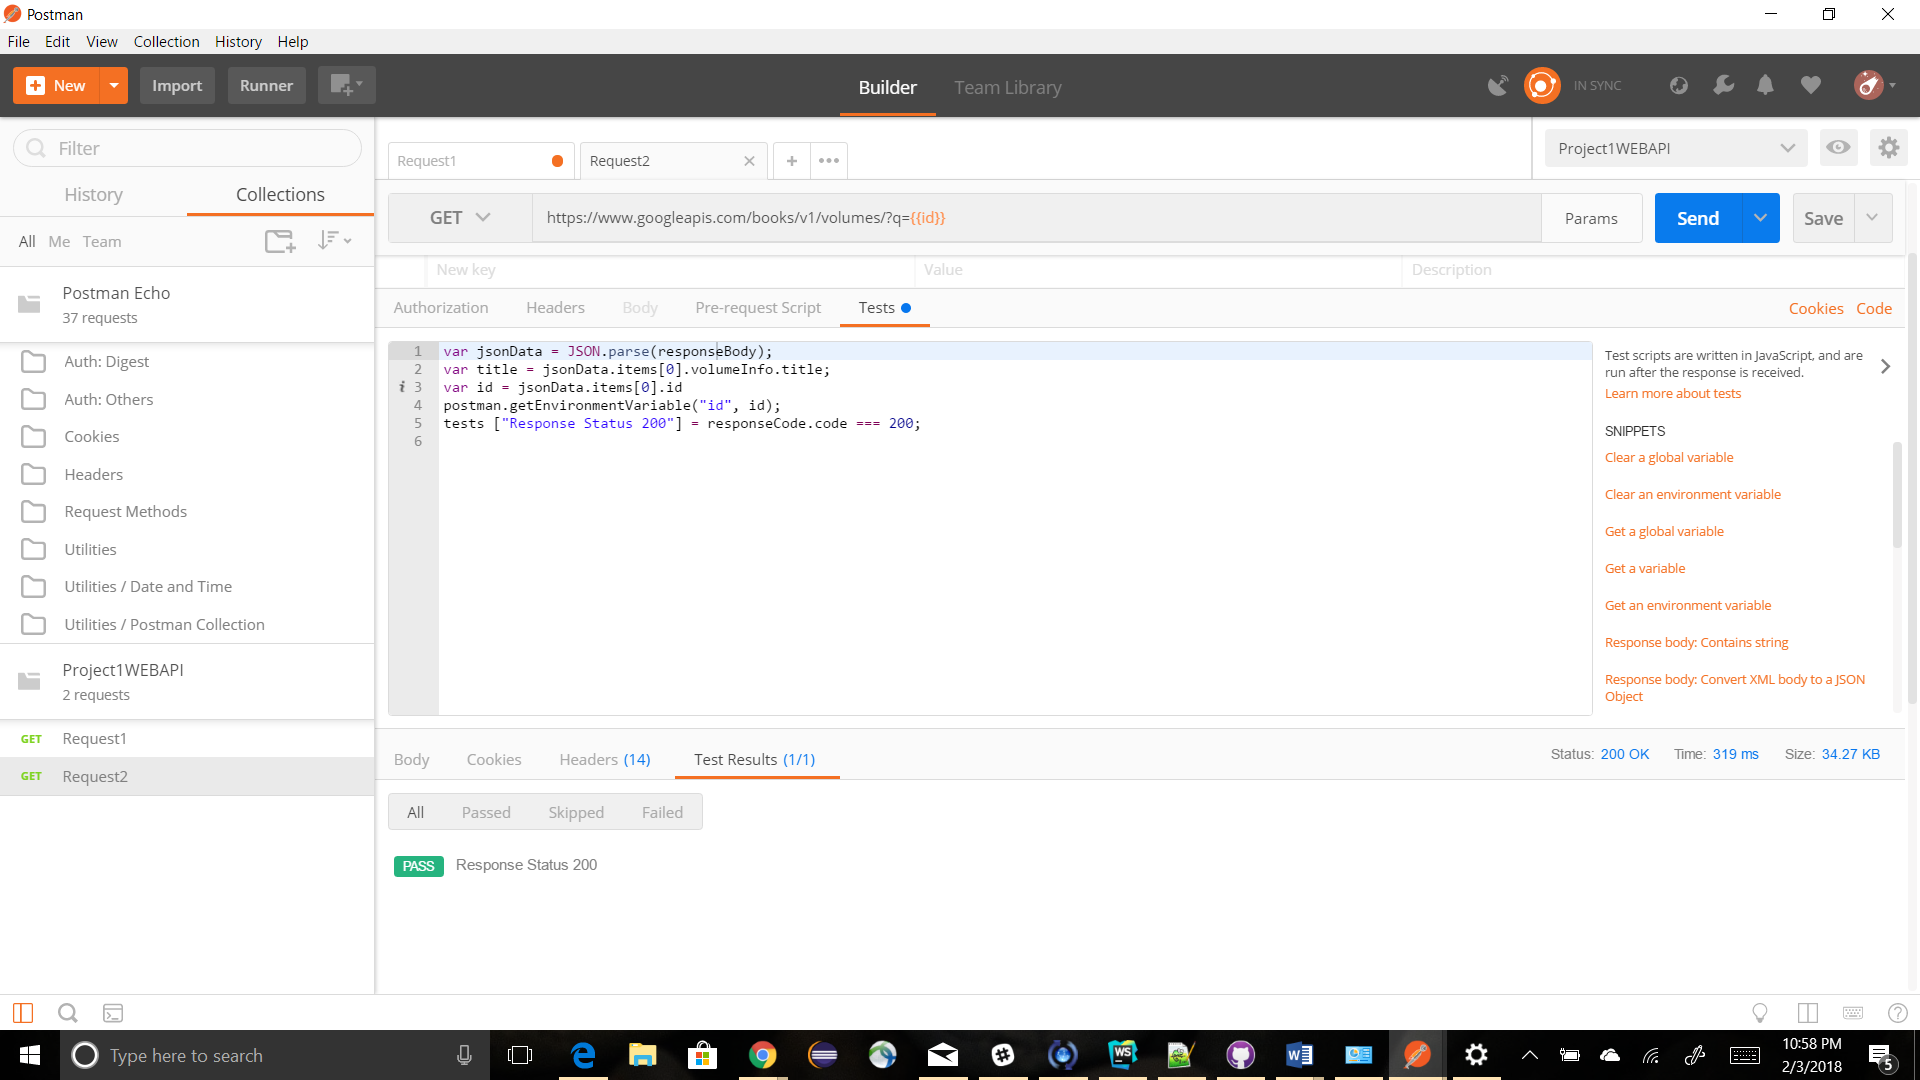 Postman
File Edit View Collection History Help
New Import Runner
Builder Team Library
IN SYNC
Filter
History Collections
All Me Team
Postman Echo
37 requests
Auth: Digest
Auth: Others
Cookies
Headers
Request Methods
Utilities
Utilities / Date and Time
Utilities / Postman Collection
Project1WEBAPI
2 requests
GET Request1
GET Request2
Request1 Request2
Project1WEBAPI
GET https://www.googleapis.com/books/v1/volumes/?q={{id}} Params Send Save
New key Value Description
Authorization Headers Body Pre-request Script Tests Cookies Code
1 var jsonData = JSON.parse(responseBody);
2 var title = jsonData.items[0].volumeInfo.title;
i 3 var id = jsonData.items[0].id
4 postman.getEnvironmentVariable("id", id);
5 tests ["Response Status 200"] = responseCode.code === 200;
6
Test scripts are written in JavaScript, and are
run after the response is received.
Learn more about tests
SNIPPETS
Clear a global variable
Clear an environment variable
Get a global variable
Get a variable
Get an environment variable
Response body: Contains string
Response body: Convert XML body to a JSON
Object
Body Cookies Headers (14) Test Results (1/1) Status: 200 OK Time: 319 ms Size: 34.27 KB
All Passed Skipped Failed
PASS Response Status 200
Type here to search
WS
10:58 PM
2/3/2018
5